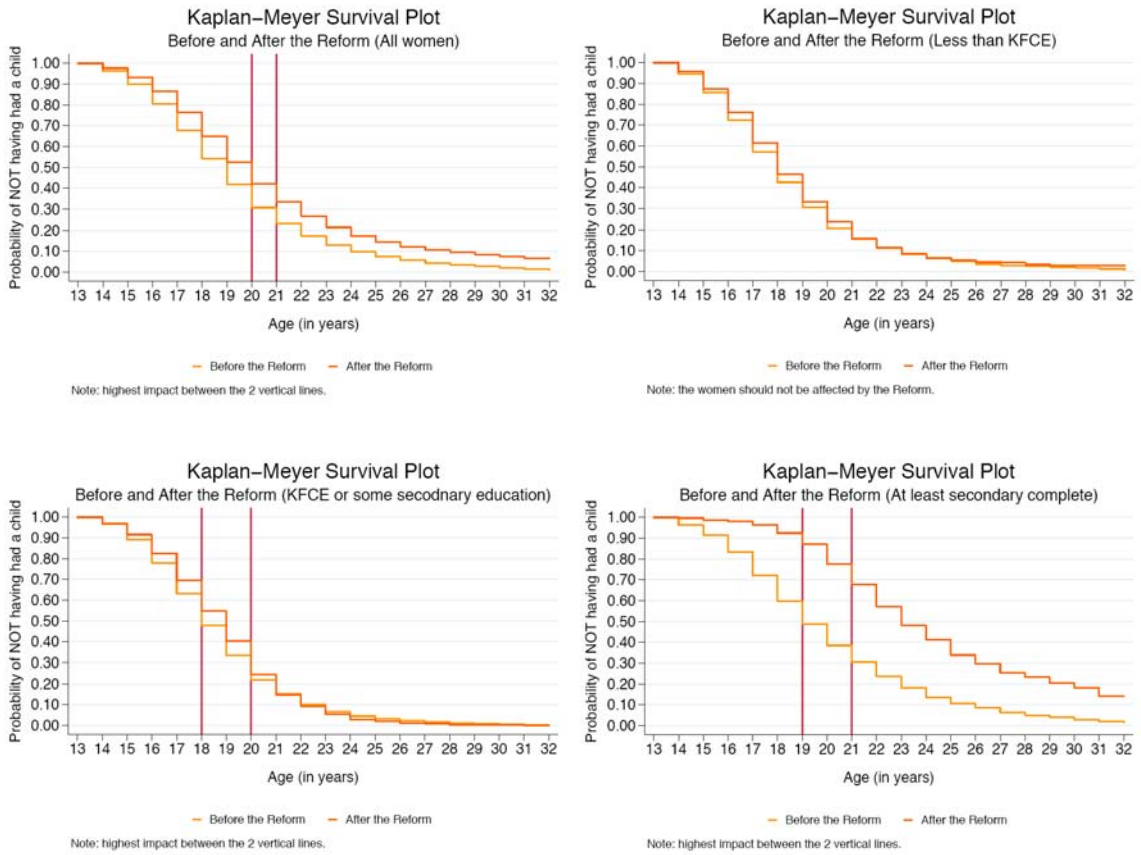 Kaplan−Meyer Survival Plot
Before and After the Reform (All women)
Probability of NOT having had a child
1.00
0.90
0.80
0.70
0.60
0.50
0.40
0.30
0.20
0.10
0.00
13 14 15 16 17 18 19 20 21 22 23 24 25 26 27 28 29 30 31 32
Age (in years)
Before the Reform After the Reform
Note: highest impact between the 2 vertical lines.
Kaplan−Meyer Survival Plot
Before and After the Reform (Less than KFCE)
Probability of NOT having had a child
1.00
0.90
0.80
0.70
0.60
0.50
0.40
0.30
0.20
0.10
0.00
13 14 15 16 17 18 19 20 21 22 23 24 25 26 27 28 29 30 31 32
Age (in years)
Before the Reform After the Reform
Note: the women should not be affected by the Reform.
Kaplan−Meyer Survival Plot
Before and After the Reform (KFCE or some secodnary education)
Probability of NOT having had a child
1.00
0.90
0.80
0.70
0.60
0.50
0.40
0.30
0.20
0.10
0.00
13 14 15 16 17 18 19 20 21 22 23 24 25 26 27 28 29 30 31 32
Age (in years)
Before the Reform After the Reform
Note: highest impact between the 2 vertical lines.
Kaplan−Meyer Survival Plot
Before and After the Reform (At least secondary complete)
Probability of NOT having had a child
1.00
0.90
0.80
0.70
0.60
0.50
0.40
0.30
0.20
0.10
0.00
13 14 15 16 17 18 19 20 21 22 23 24 25 26 27 28 29 30 31 32
Age (in years)
Before the Reform After the Reform
Note: highest impact between the 2 vertical lines.